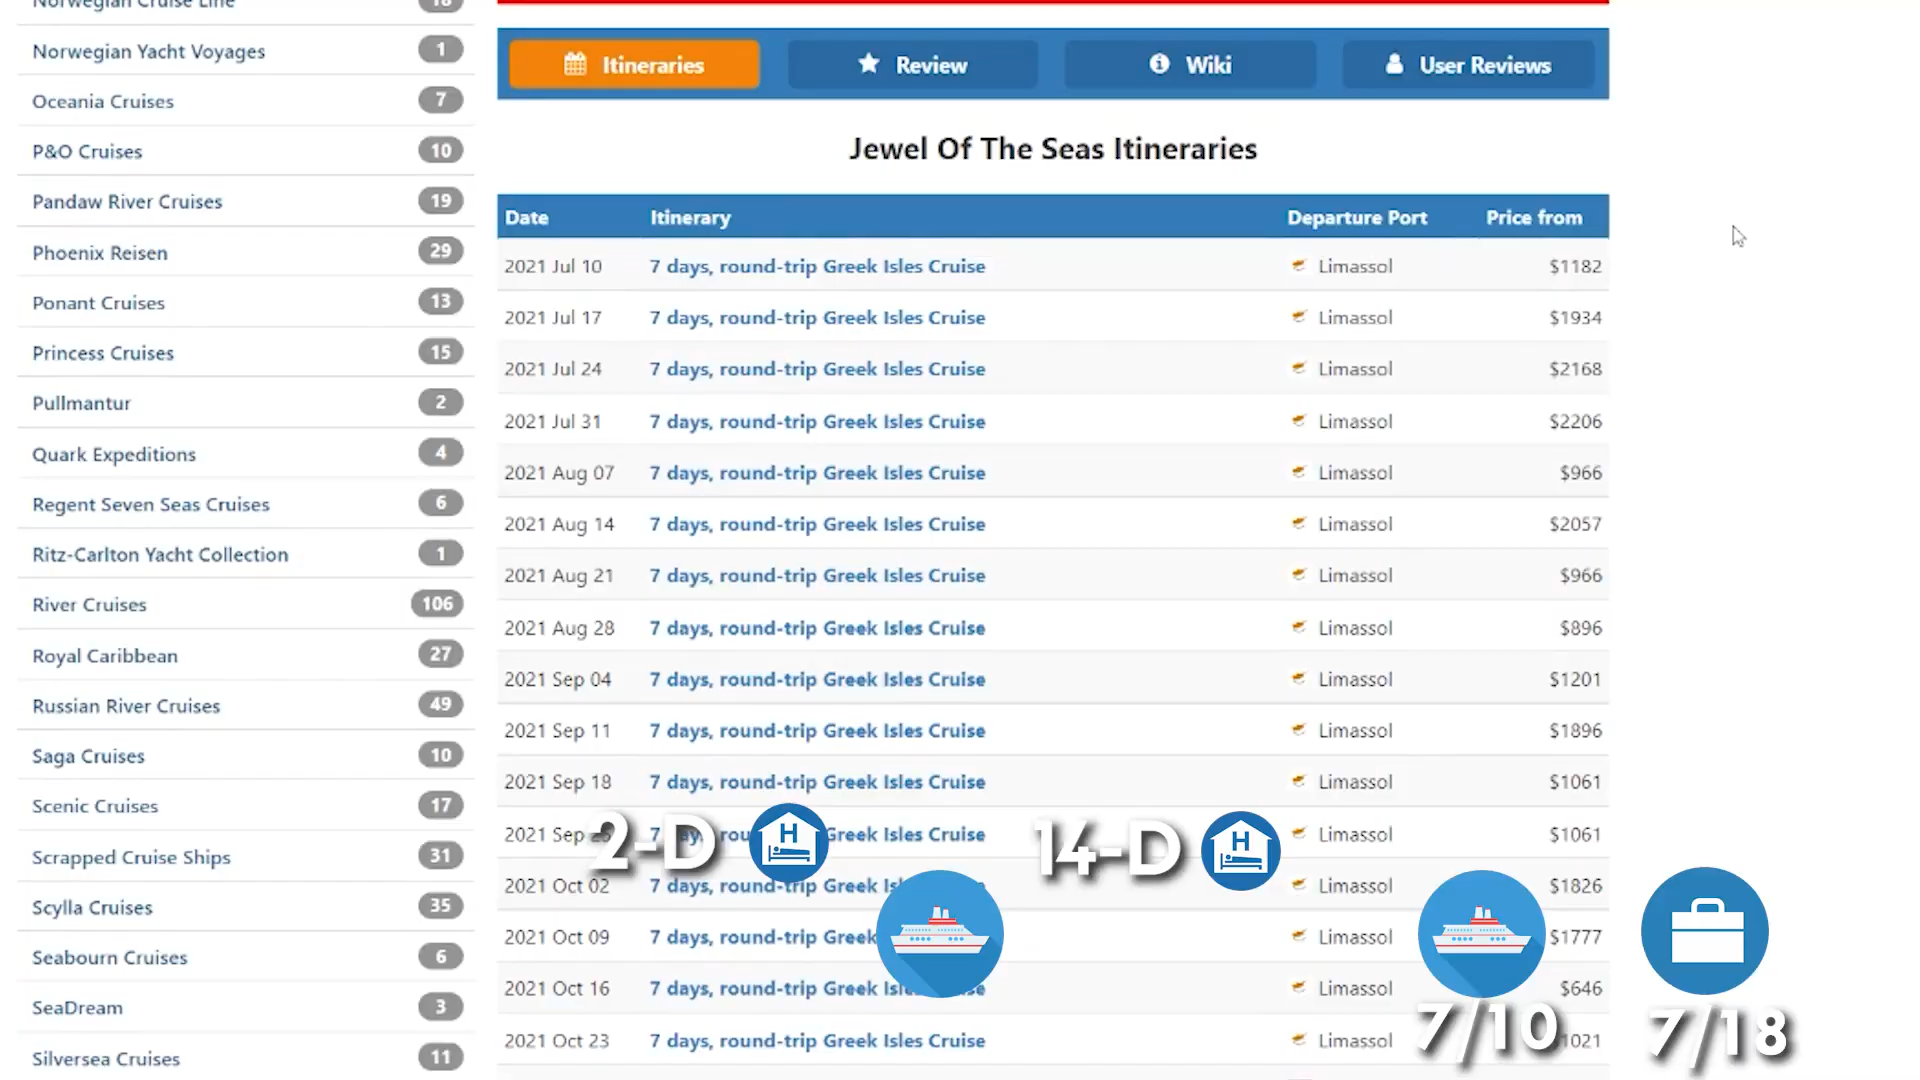 Norwegian Cruise Line 18
Norwegian Yacht Voyages 1
Oceania Cruises 7
P&O Cruises 10
Pandaw River Cruises 19
Phoenix Reisen 29
Ponant Cruises 13
Princess Cruises 15
Pullmantur 2
Quark Expeditions 4
Regent Seven Seas Cruises 6
Ritz-Carlton Yacht Collection 1
River Cruises 106
Royal Caribbean 27
Russian River Cruises 49
Saga Cruises 10
Scenic Cruises 17
Scrapped Cruise Ships 31
Scylla Cruises 35
Seabourn Cruises 6
SeaDream 3
Silversea Cruises 11
Itineraries Review Wiki User Reviews
Jewel Of The Seas Itineraries
Date Itinerary Departure Port Price from
2021 Jul 10 7 days, round-trip Greek Isles Cruise Limassol $1182
2021 Jul 17 7 days, round-trip Greek Isles Cruise Limassol $1934
2021 Jul 24 7 days, round-trip Greek Isles Cruise Limassol $2168
2021 Jul 31 7 days, round-trip Greek Isles Cruise Limassol $2206
2021 Aug 07 7 days, round-trip Greek Isles Cruise Limassol $966
2021 Aug 14 7 days, round-trip Greek Isles Cruise Limassol $2057
2021 Aug 21 7 days, round-trip Greek Isles Cruise Limassol $966
2021 Aug 28 7 days, round-trip Greek Isles Cruise Limassol $896
2021 Sep 04 7 days, round-trip Greek Isles Cruise Limassol $1201
2021 Sep 11 7 days, round-trip Greek Isles Cruise Limassol $1896
2021 Sep 18 7 days, round-trip Greek Isles Cruise Limassol $1061
2021 Sep 7 Greek Isles Cruise Limassol $1061
2-D H 14-D H
2021 Oct 02 7 days, round-trip Greek Limassol $1826
2021 Oct 09 7 days, round-trip Greek Limassol $1777
2021 Oct 16 7 days, round-trip Greek Limassol $646
2021 Oct 23 7 days, round-trip Greek Isles Cruise Limassol
7/10 7/18